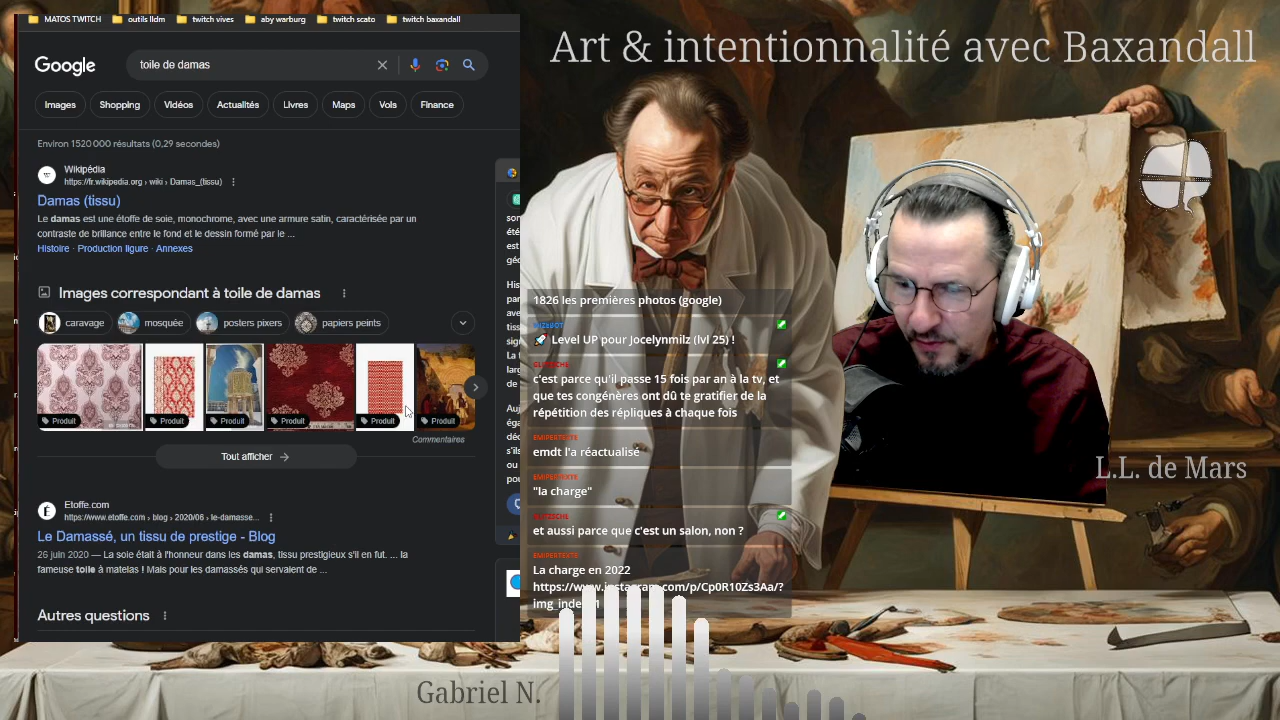 MATOS TWITCH
outils lldm
twitch vives
aby warburg
twitch scato
twitch baxandall
Art & intentionnalité avec Baxandall
Google
toile de damas
Images
Shopping
Vidéos
Actualités
Livres
Maps
Vols
Finance
Environ 1 520 000 résultats (0,29 secondes)
Wikipédia
https://fr.wikipedia.org › wiki › Damas_(tissu)
Damas (tissu)
Le damas est une étoffe de soie, monochrome, avec une armure satin, caractérisée par un
contraste de brillance entre le fond et le dessin formé par le ...
Histoire · Production ligure · Annexes
Images correspondant à toile de damas
caravage
mosquée
posters pixers
papiers peints
Produit
Produit
Produit
Produit
Produit
Produit
Commentaires
Tout afficher
Etoffe.com
https://www.etoffe.com › blog › 2020/06 › le-damasse...
Le Damassé, un tissu de prestige - Blog
26 juin 2020 — La soie était à l'honneur dans les damas, tissu prestigieux s'il en fut. ... la
fameuse toile à matelas ! Mais pour les damassés qui servaient de ...
Autres questions
1826 les premières photos (google)
WIZEBOT
Level UP pour Jocelynmilz (lvl 25) !
c'est parce qu'il passe 15 fois par an à la tv, et
que tes congénères ont dû te gratifier de la
répétition des répliques à chaque fois
EMIPERTEXTE
emdt l'a réactualisé
EMIPERTEXTE
"la charge"
et aussi parce que c'est un salon, non ?
EMIPERTEXTE
La charge en 2022
https://www.instagram.com/p/Cp0R10Zs3Aa/?
L.L. de Mars
Gabriel N.